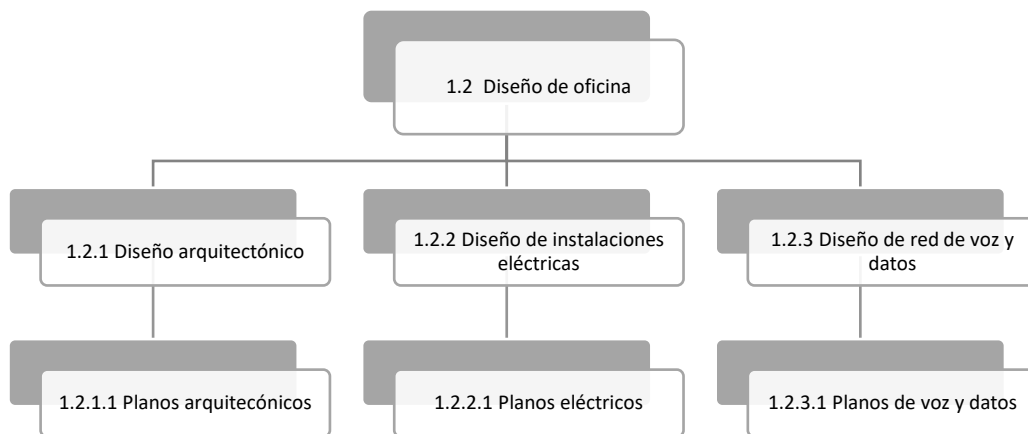 1.2  Diseño de oficina
1.2.1 Diseño arquitectónico
1.2.2 Diseño de instalaciones
eléctricas
1.2.3 Diseño de red de voz y
datos
1.2.1.1 Planos arquitecónicos
1.2.2.1 Planos eléctricos
1.2.3.1 Planos de voz y datos